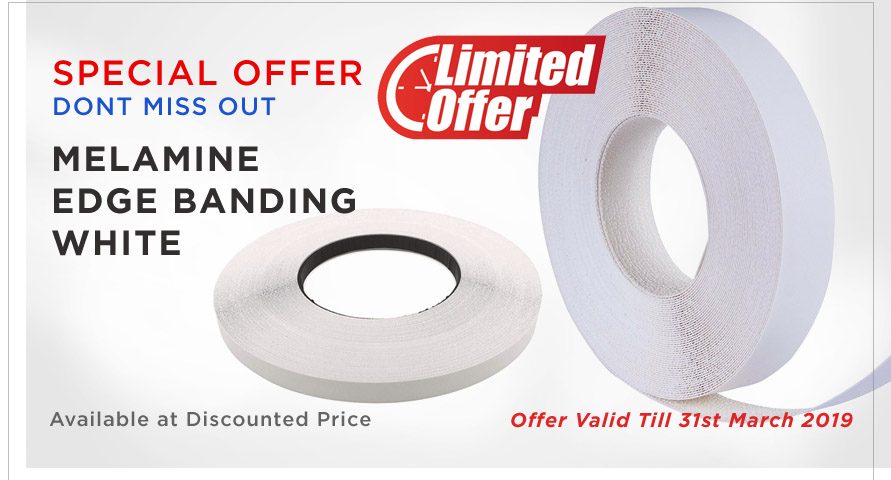 SPECIAL OFFER
DONT MISS OUT
Limited
Offer
MELAMINE
EDGE BANDING
WHITE
Available at Discounted Price
Offer Valid Till 31st March 2019